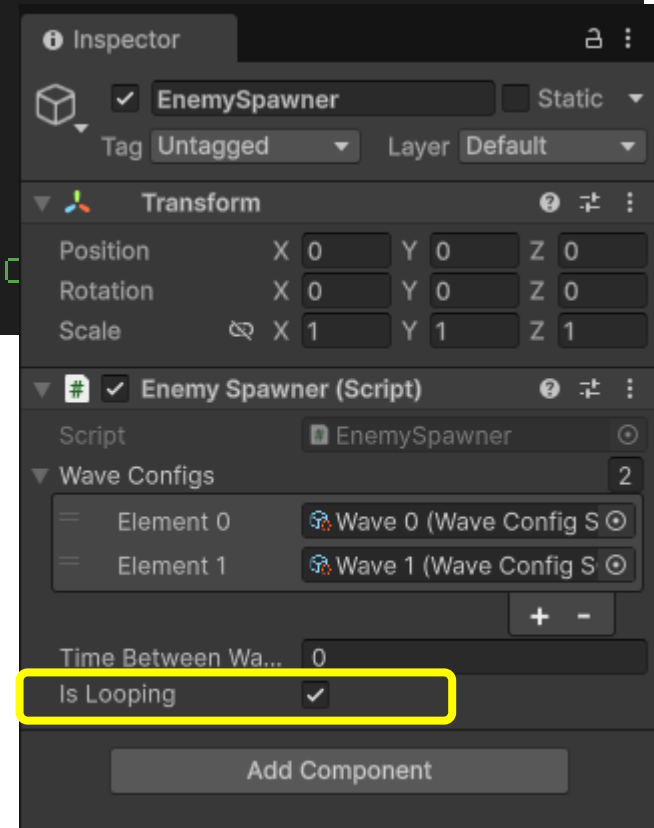 Inspector
EnemySpawner Static
Tag Untagged Layer Default
Transform
Position X 0 Y 0 Z 0
Rotation X 0 Y 0 Z 0
Scale X 1 Y 1 Z 1
# Enemy Spawner (Script)
Script # EnemySpawner
Wave Configs 2
Element 0 Wave 0 (Wave Config S
Element 1 Wave 1 (Wave Config S
+ -
Time Between Wa... 0
Is Looping
Add Component